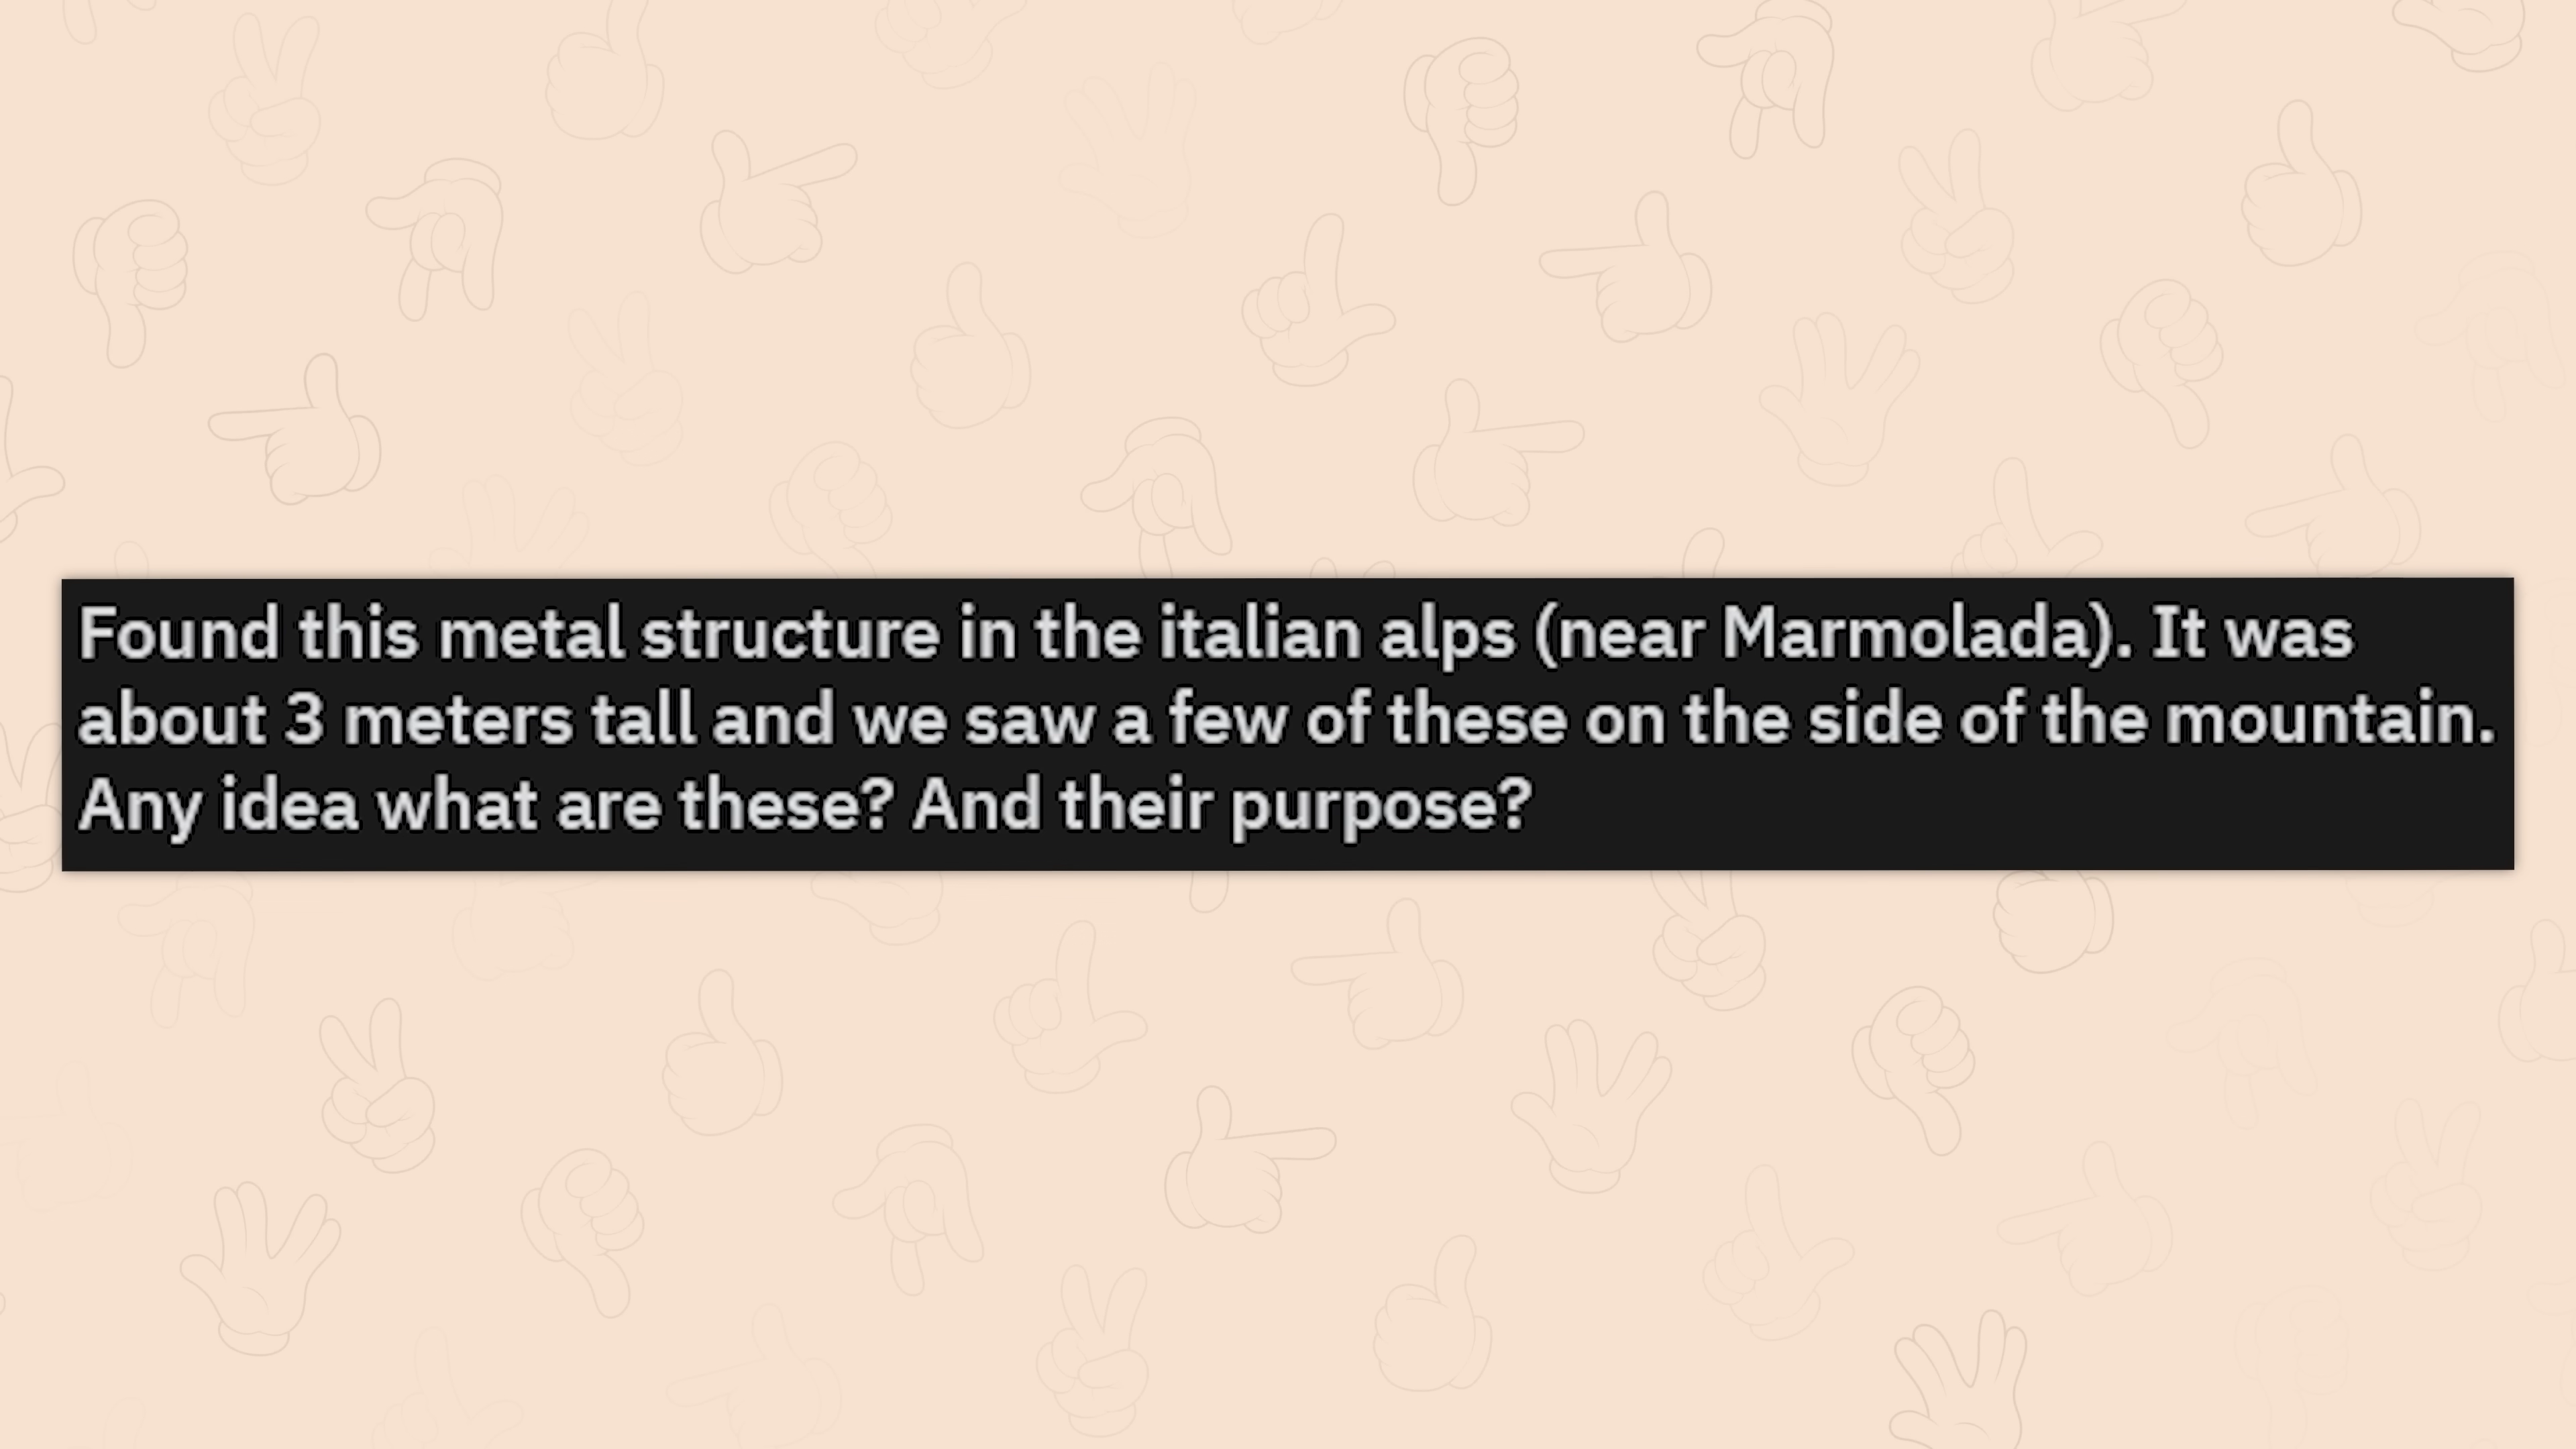 Found this metal structure in the italian alps (near Marmolada). It was
about 3 meters tall and we saw a few of these on the side of the mountain.
Any idea what are these? And their purpose?